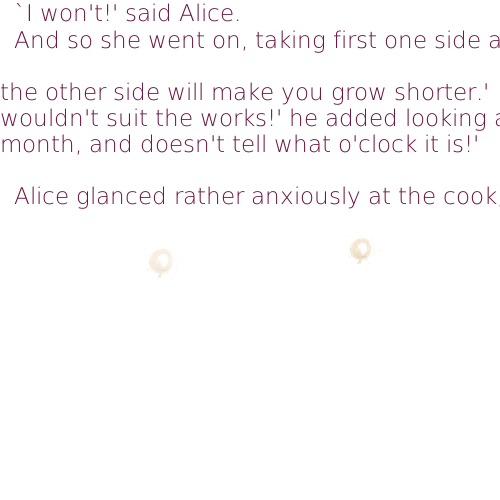 `I won't!' said Alice.
And so she went on, taking first one side a
the other side will make you grow shorter.'
wouldn't suit the works!' he added looking a
month, and doesn't tell what o'clock it is!'
Alice glanced rather anxiously at the cook,